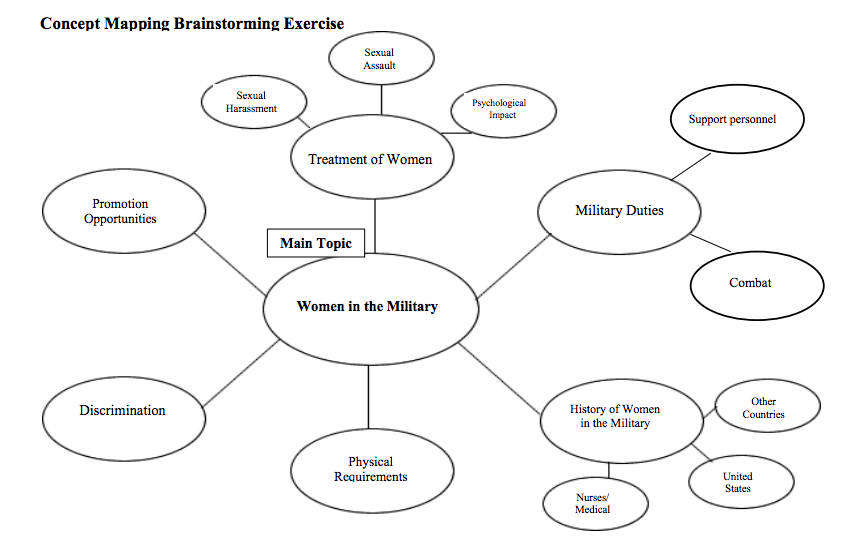 Concept Mapping Brainstorming Exercise
Sexual
Assault
Sexual
Harassment
Psychological
Impact
Support personnel
Treatment of Women
Promotion
Opportunities
Military Duties
Main Topic
Combat
Women in the Military
Discrimination
History of Women
in the Military
Other
Countries
Physical
Requirements
United
States
Nurses/
Medical